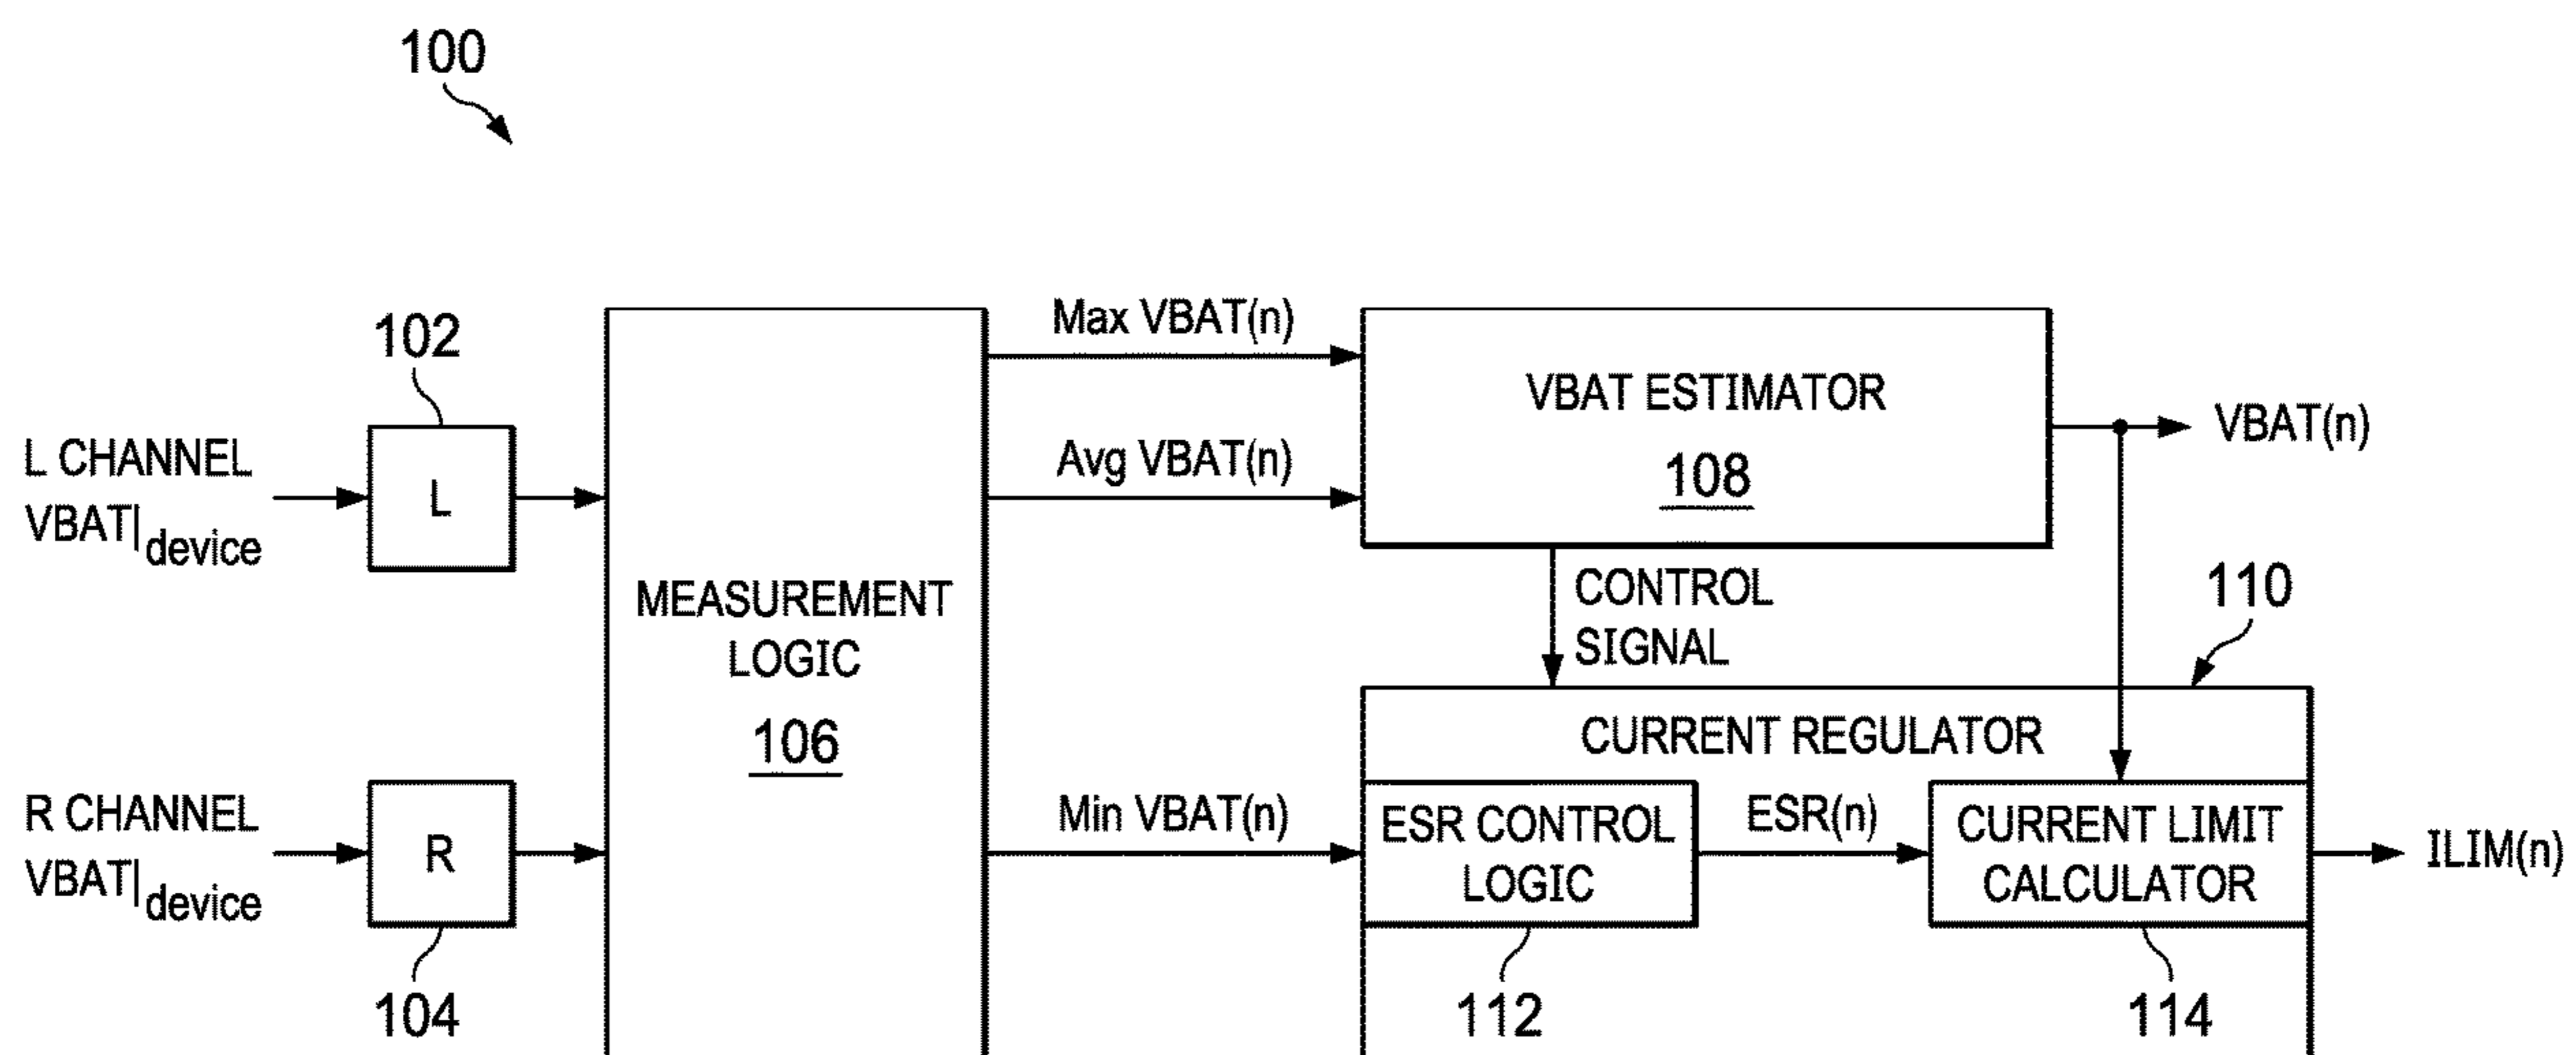 100
102
L CHANNEL
VBAT|device
L
R CHANNEL
VBAT|device
R
104
MEASUREMENT
LOGIC
106
Max VBAT(n)
Avg VBAT(n)
Min VBAT(n)
VBAT ESTIMATOR
108
VBAT(n)
CONTROL
SIGNAL
110
CURRENT REGULATOR
ESR CONTROL
LOGIC
112
ESR(n)
CURRENT LIMIT
CALCULATOR
114
ILIM(n)